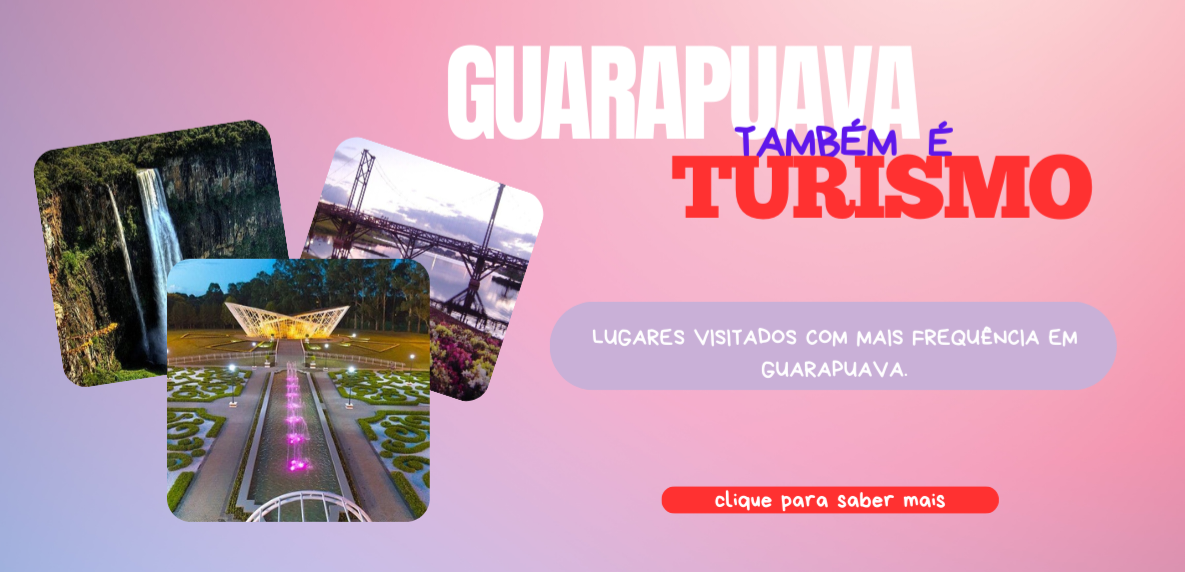 GUARAPUAVA
TAMBÉM É
TURISMO
LUGARES VISITADOS COM MAIS FREQUÊNCIA EM
GUARAPUAVA.
clique para saber mais